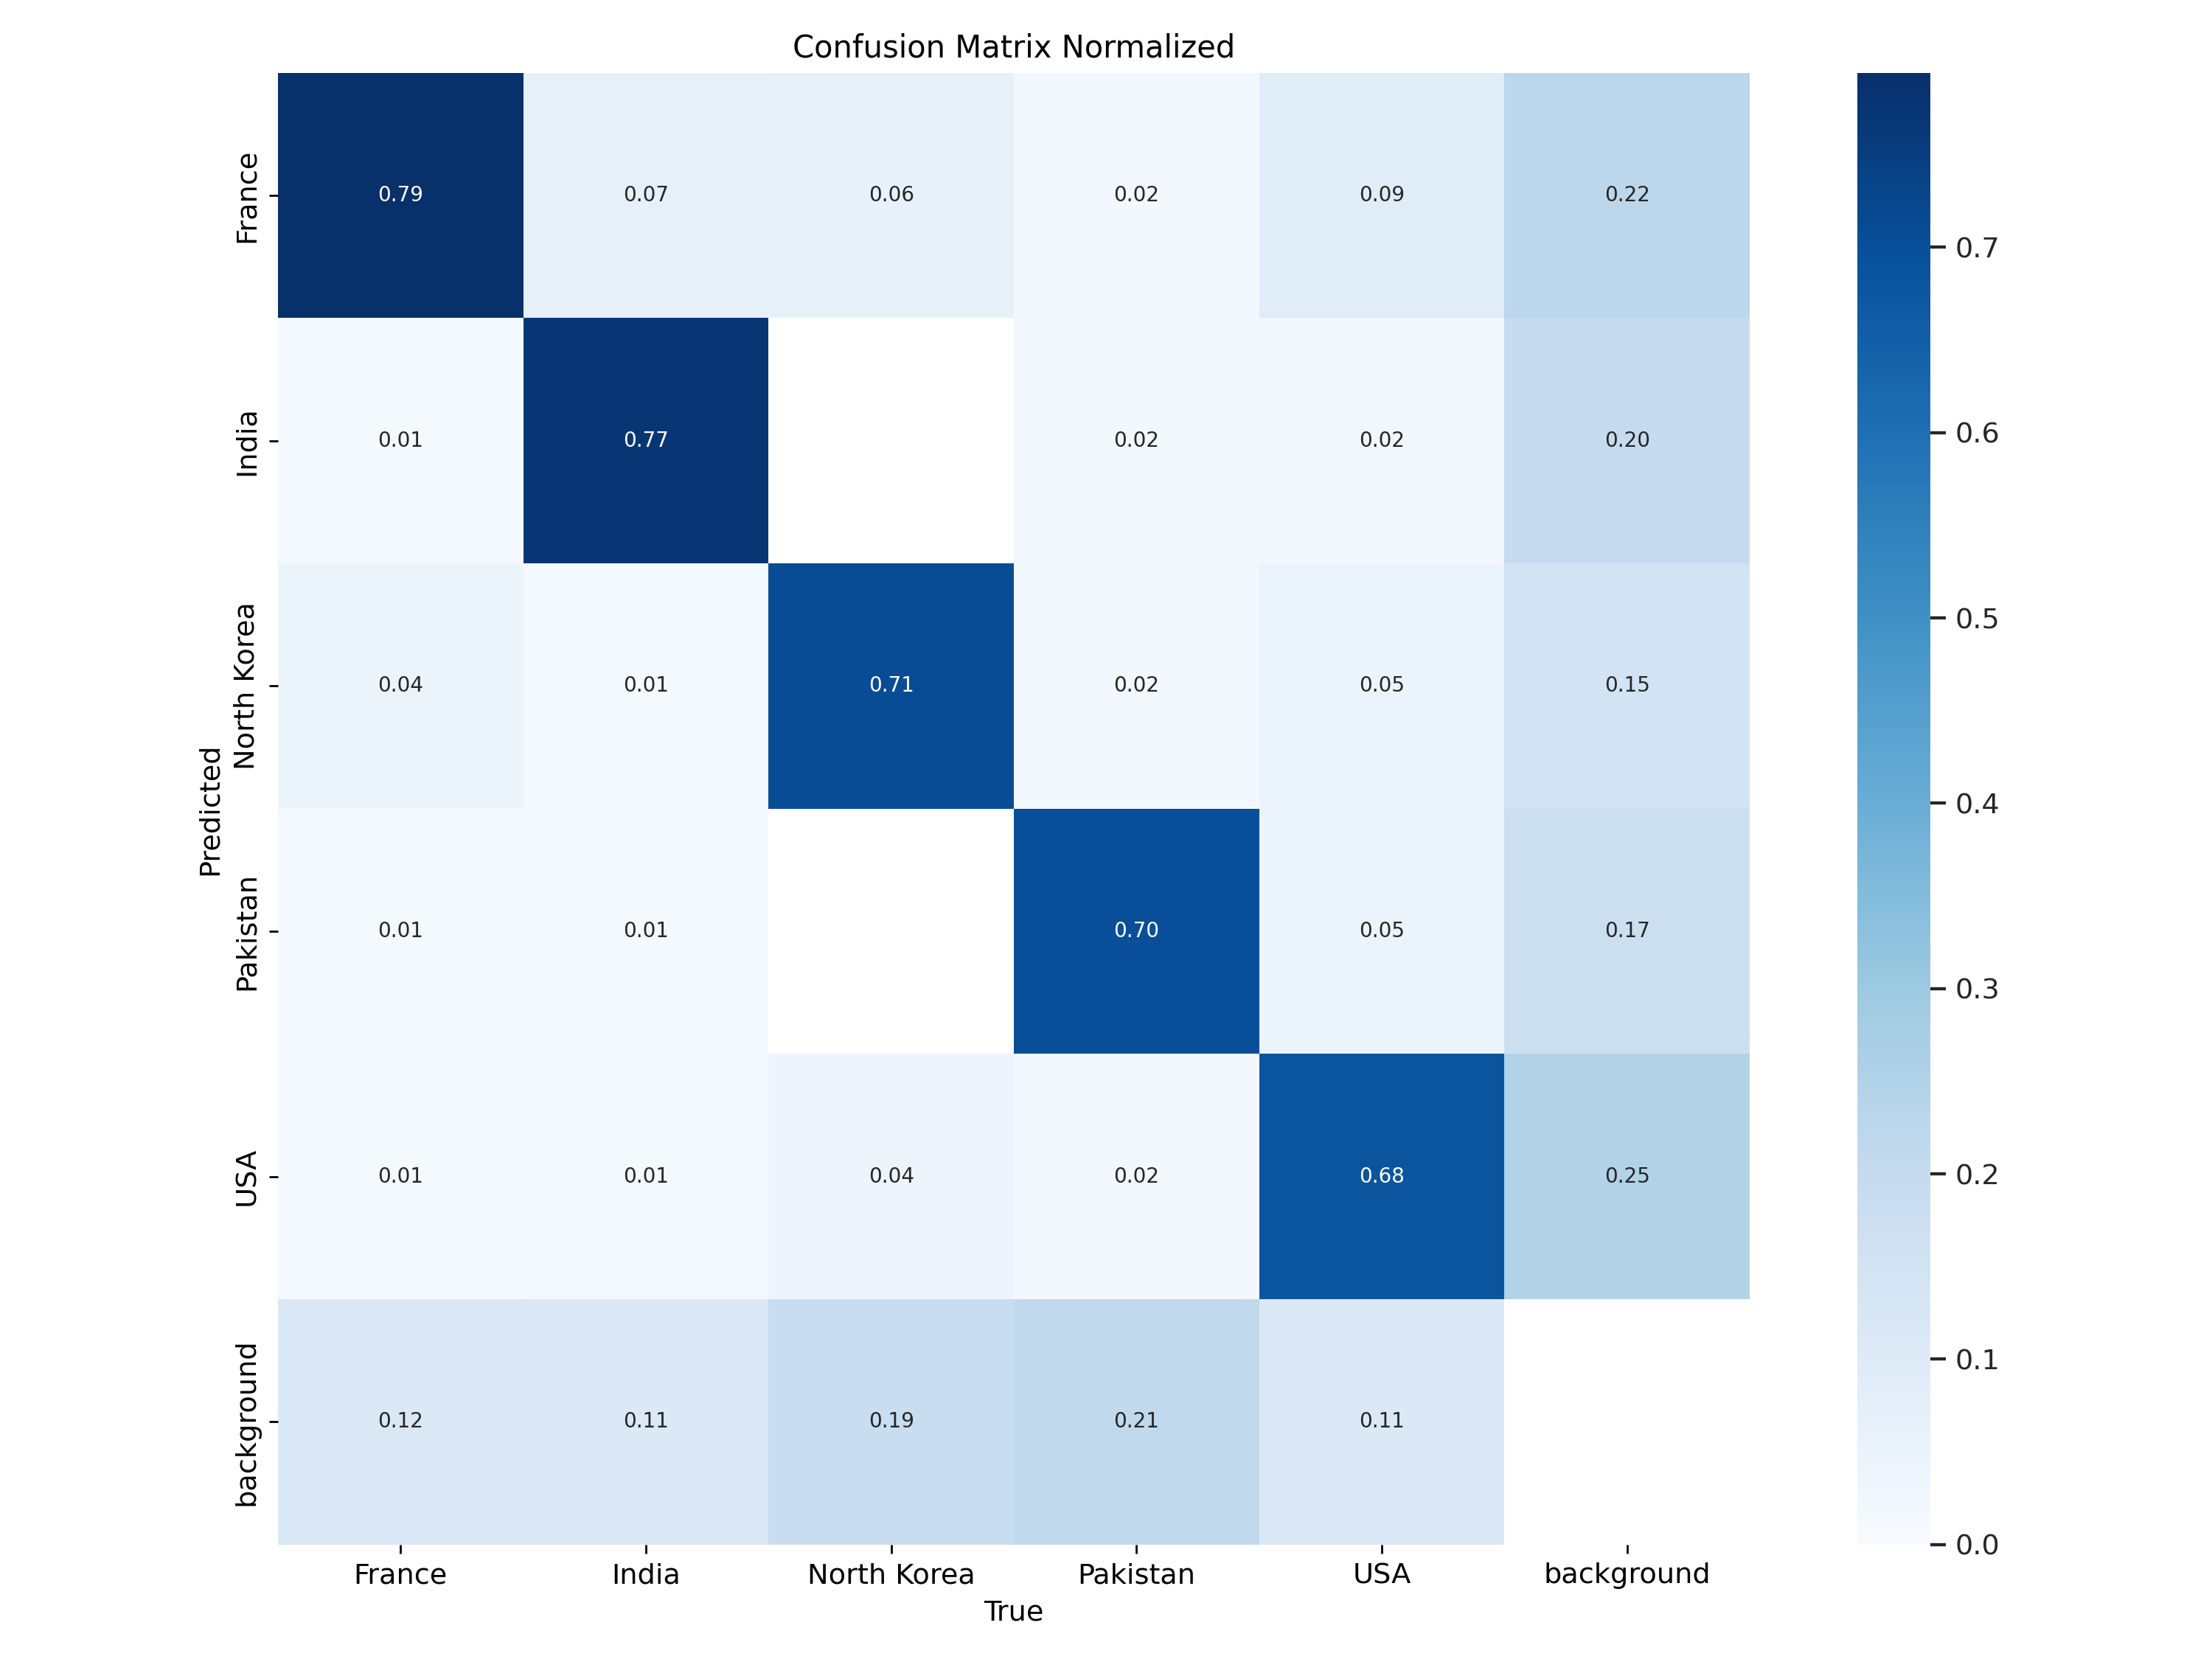 Confusion Matrix Normalized
France
0.79
0.07
0.06
0.02
0.09
0.22
India
0.01
0.77
0.02
0.02
0.20
North Korea
0.04
0.01
0.71
0.02
0.05
0.15
Pakistan
0.01
0.01
0.70
0.05
0.17
USA
0.01
0.01
0.04
0.02
0.68
0.25
background
0.12
0.11
0.19
0.21
0.11
Predicted
France
India
North Korea
Pakistan
USA
background
True
0.7
0.6
0.5
0.4
0.3
0.2
0.1
0.0